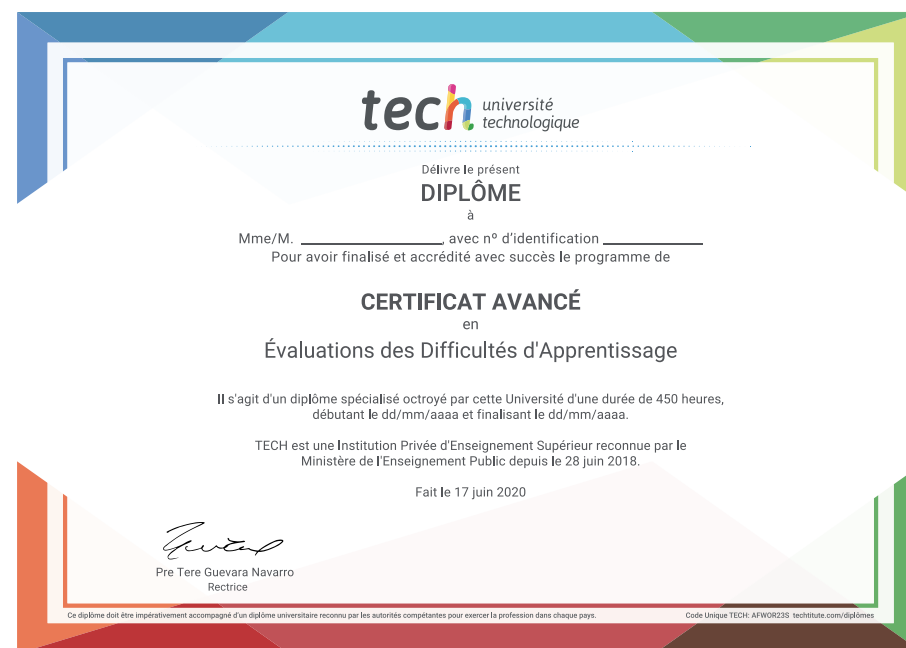 tech université
technologique
Délivre le présent
DIPLÔME
à
Mme/M. ____________________, avec nº d'identification ______________
Pour avoir finalisé et accrédité avec succès le programme de
CERTIFICAT AVANCÉ
en
Évaluations des Difficultés d'Apprentissage
Il s'agit d'un diplôme spécialisé octroyé par cette Université d'une durée de 450 heures,
débutant le dd/mm/aaaa et finalisant le dd/mm/aaaa.
TECH est une Institution Privée d'Enseignement Supérieur reconnue par le
Ministère de l'Enseignement Public depuis le 28 juin 2018.
Fait le 17 juin 2020
Pre Tere Guevara Navarro
Rectrice
Ce diplôme doit être impérativement accompagné d'un diplôme universitaire reconnu par les autorités compétantes pour exercer la profession dans chaque pays.
Code Unique TECH: AFWOR23S techtitute.com/diplômes